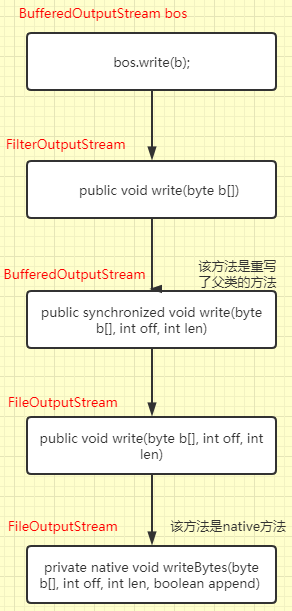 BufferedOutputStream bos
bos.write(b);
FilterOutputStream
public void write(byte b[])
BufferedOutputStream
该方法是重写
了父类的方法
public synchronized void write(byte
b[], int off, int len)
FileOutputStream
public void write(byte b[], int off, int
len)
FileOutputStream
该方法是native方法
private native void writeBytes(byte
b[], int off, int len, boolean append)